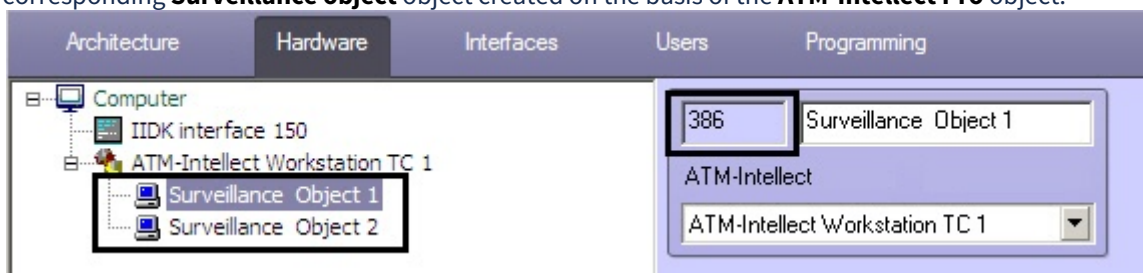 corresponding Surveillance object object created on the basis of the ATM-Intellect PTO object.
Architecture Hardware Interfaces Users Programming
Computer
IIDK interface 150
ATM-Intellect Workstation TC 1
Surveillance Object 1
Surveillance Object 2
386 Surveillance Object 1
ATM-Intellect
ATM-Intellect Workstation TC 1